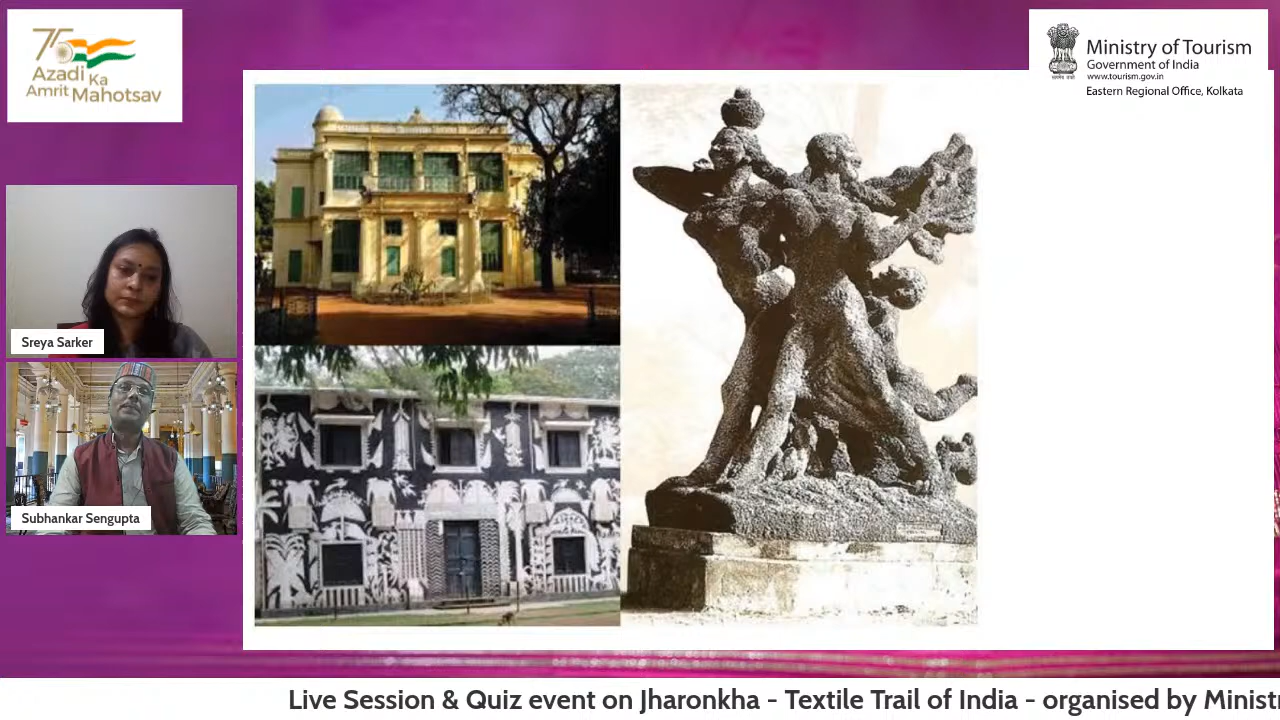 75
Azadi Ka
Amrit Mahotsav
Ministry of Tourism
Government of India
www.tourism.gov.in
Eastern Regional Office, Kolkata
Sreya Sarker
Subhankar Sengupta
Live Session & Quiz event on Jharonkha - Textile Trail of India - organised by Minist